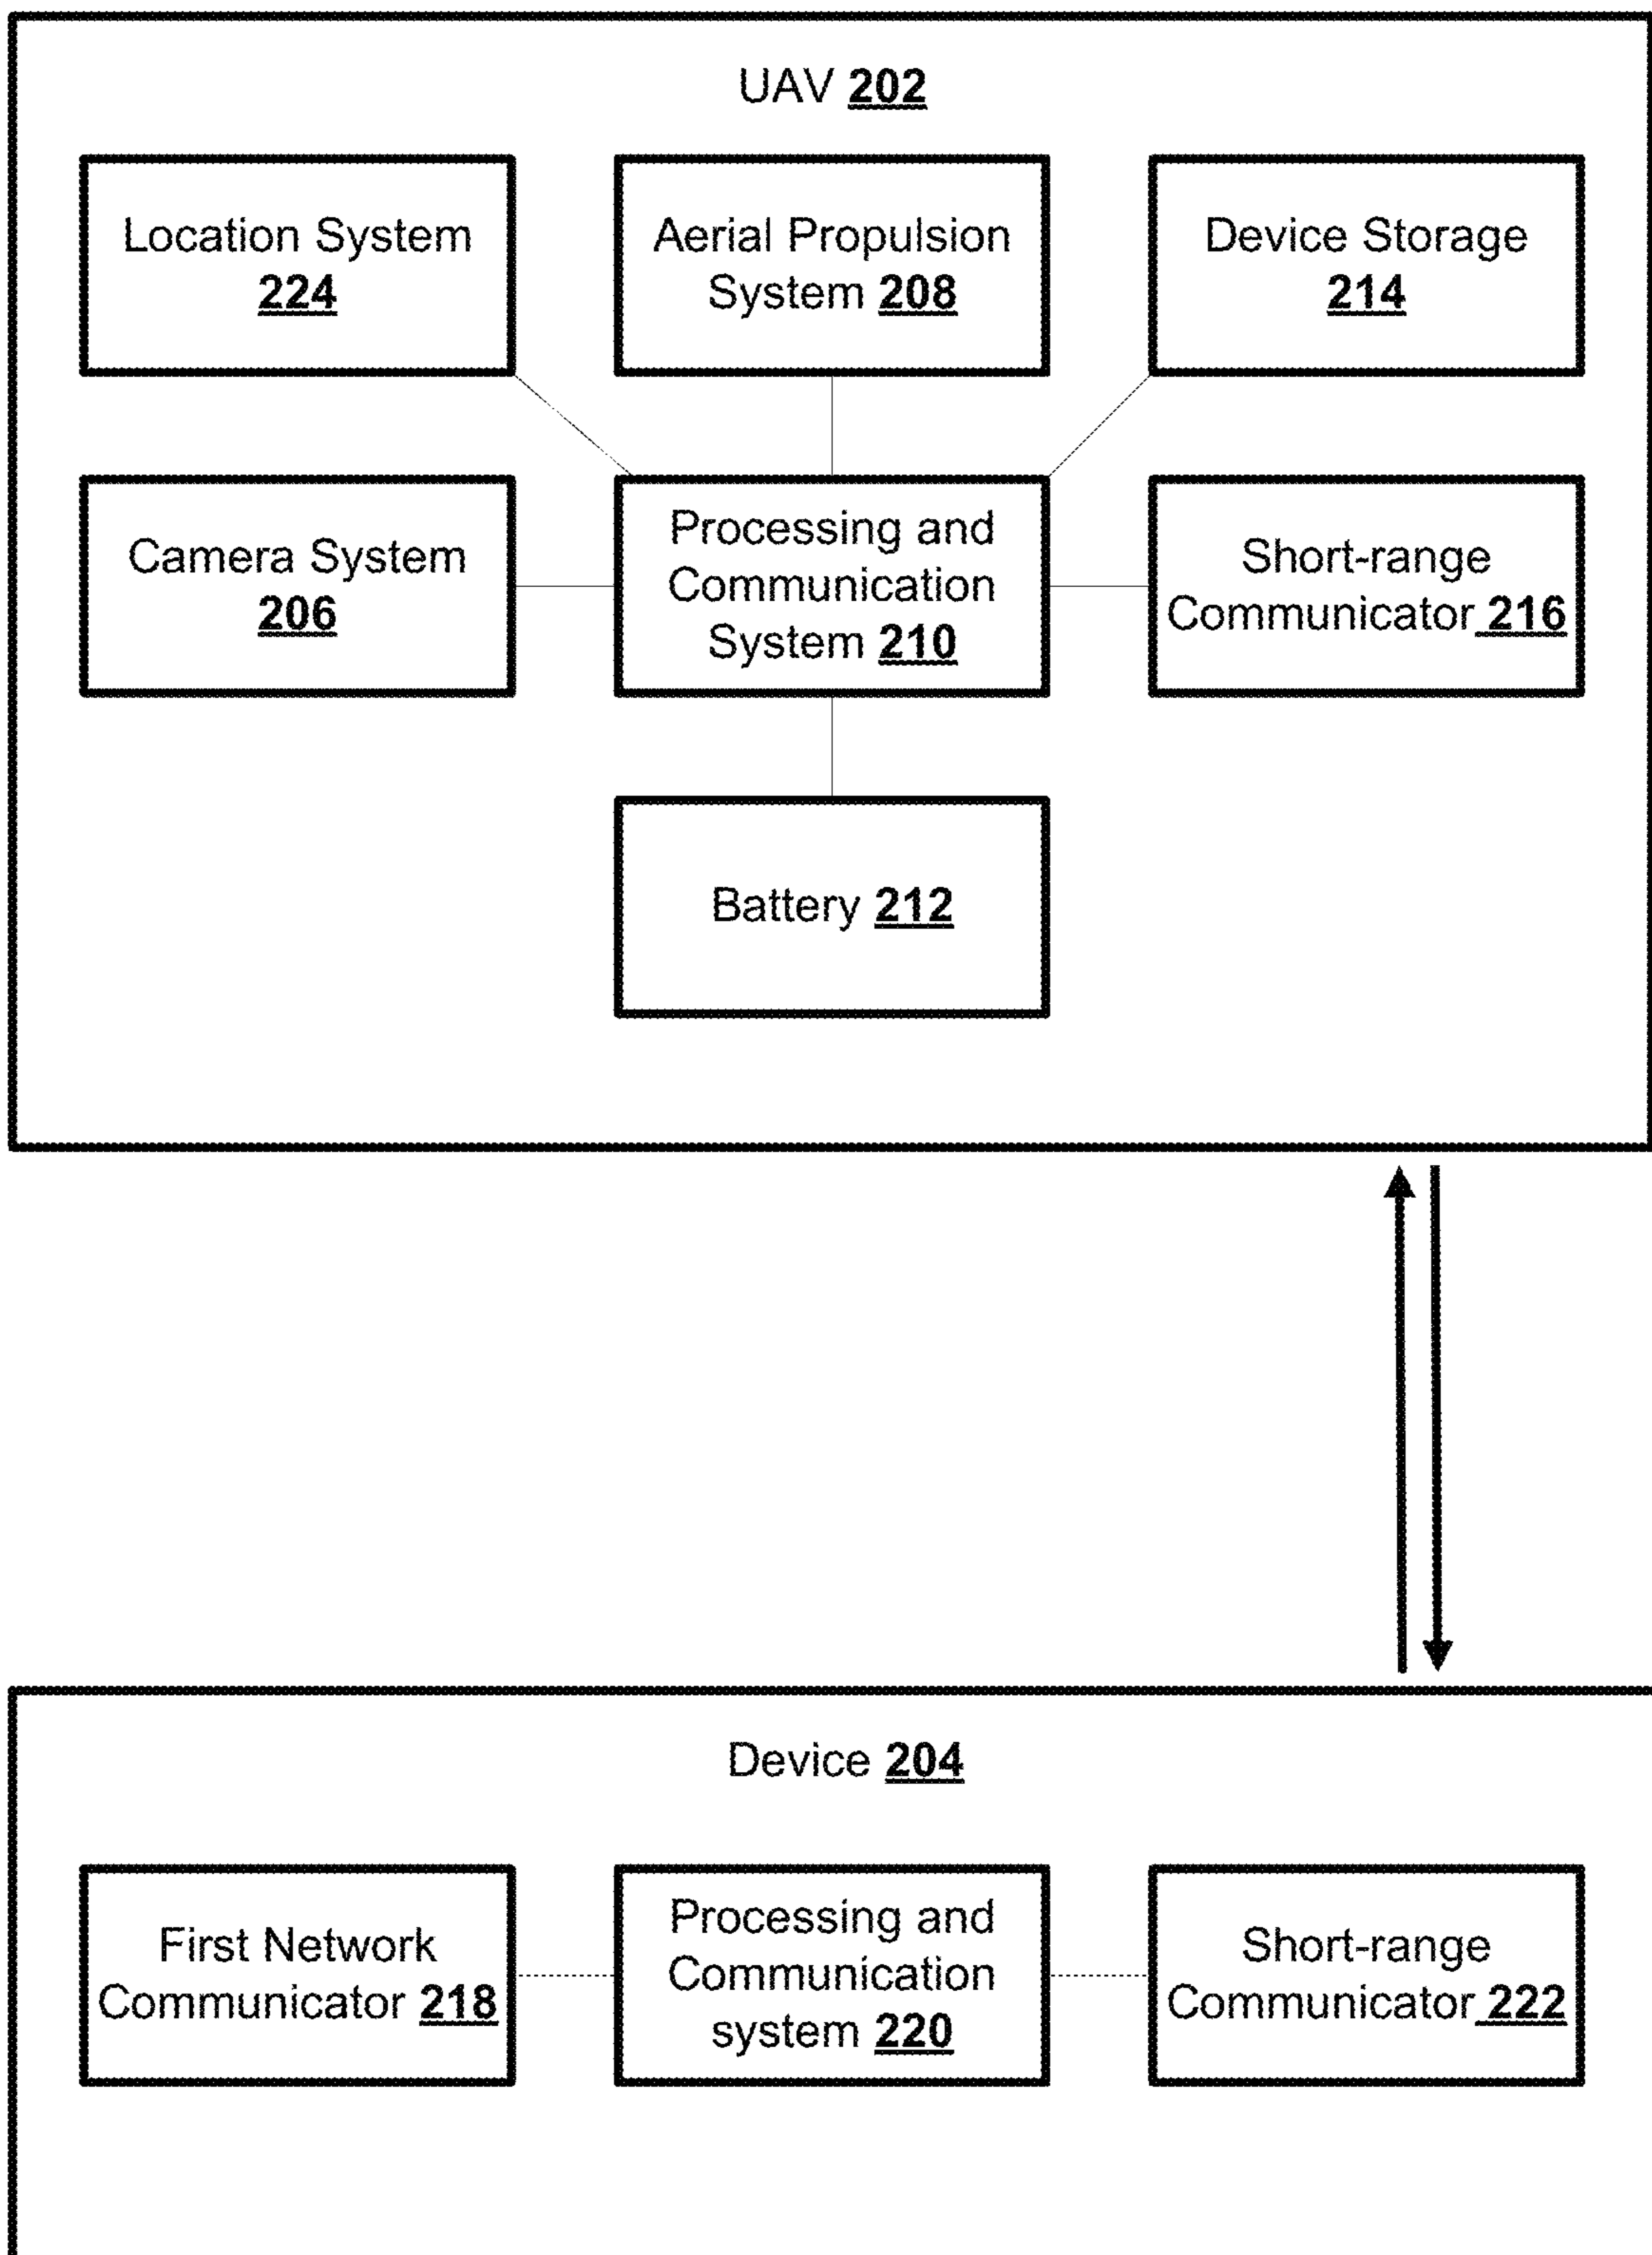 UAV 202
Location System
224
Aerial Propulsion
System 208
Device Storage
214
Camera System
206
Processing and
Communication
System 210
Short-range
Communicator 216
Battery 212
Device 204
First Network
Communicator 218
Processing and
Communication
system 220
Short-range
Communicator 222